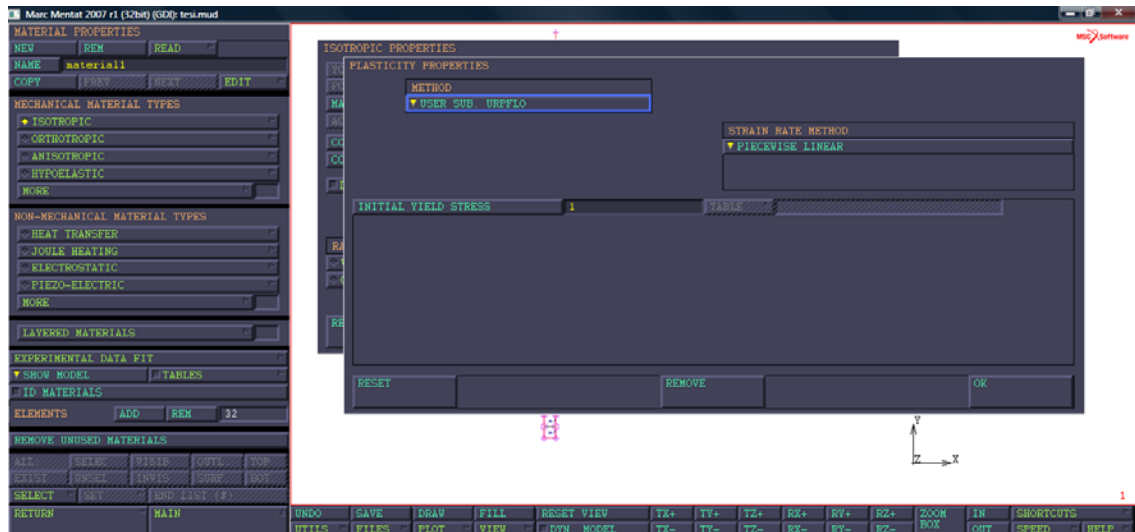 Marc Mentat 2007 r1 (32bit) (GDI): tesi.mud
MATERIAL PROPERTIES
NEW REM READ
NAME material1
COPY PREV NEXT EDIT
MECHANICAL MATERIAL TYPES
ISOTROPIC
ORTHOTROPIC
ANISOTROPIC
HYPOELASTIC
MORE
NON-MECHANICAL MATERIAL TYPES
HEAT TRANSFER
JOULE HEATING
ELECTROSTATIC
PIEZO-ELECTRIC
MORE
LAYERED MATERIALS
EXPERIMENTAL DATA FIT
SHOW MODEL TABLES
ID MATERIALS
ELEMENTS ADD REM 32
REMOVE UNUSED MATERIALS
ALL SELEC VISIB OUTL TOP
EXIST UNSEL INVIS SURF BOT
SELECT SET END LIST (#)
RETURN MAIN
MSC Software
ISOTROPIC PROPERTIES
PLASTICITY PROPERTIES
METHOD
USER SUB. URPFLO
STRAIN RATE METHOD
PIECEWISE LINEAR
INITIAL YIELD STRESS 1 TABLE
RESET REMOVE OK
Y
Z X
1
UNDO SAVE DRAW FILL RESET VIEW TX+ TY+ TZ+ RX+ RY+ RZ+ ZOOM BOX IN SHORTCUTS
UTILS FILES PLOT VIEW DYN. MODEL TX- TY- TZ- RX- RY- RZ- OUT SPEED HELP